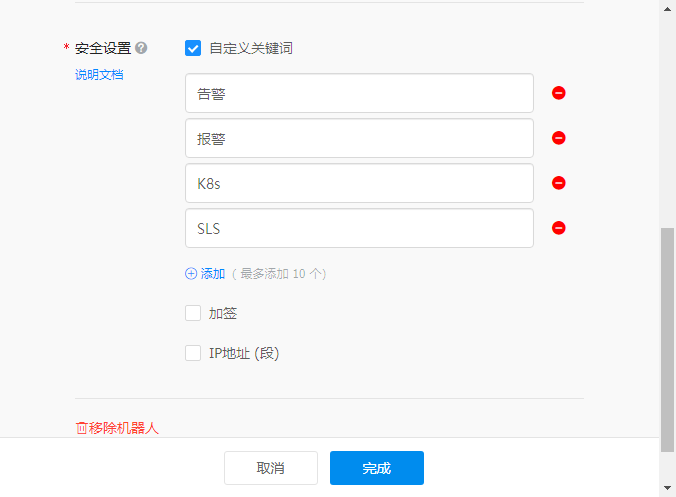 * 安全设置
自定义关键词
说明文档
告警
报警
K8s
SLS
添加 ( 最多添加 10 个)
加签
IP地址 (段)
移除机器人
取消
完成